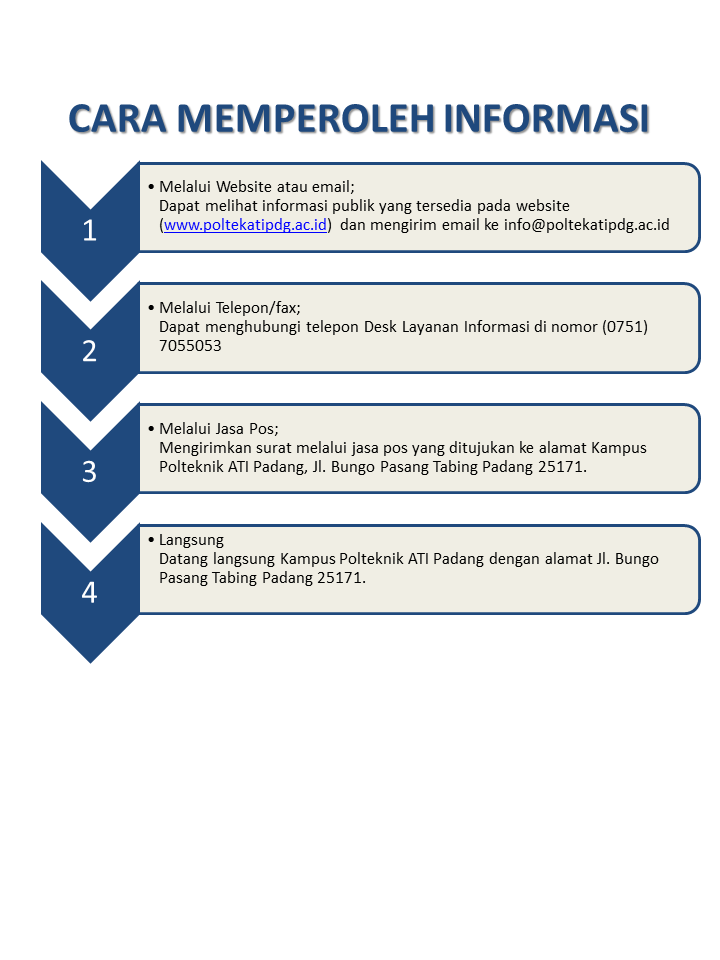 CARA MEMPEROLEH INFORMASI
1
• Melalui Website atau email;
Dapat melihat informasi publik yang tersedia pada website
(www.poltekatipdg.ac.id) dan mengirim email ke info@poltekatipdg.ac.id
2
• Melalui Telepon/fax;
Dapat menghubungi telepon Desk Layanan Informasi di nomor (0751)
7055053
3
• Melalui Jasa Pos;
Mengirimkan surat melalui jasa pos yang ditujukan ke alamat Kampus
Polteknik ATI Padang, Jl. Bungo Pasang Tabing Padang 25171.
4
• Langsung
Datang langsung Kampus Polteknik ATI Padang dengan alamat Jl. Bungo
Pasang Tabing Padang 25171.